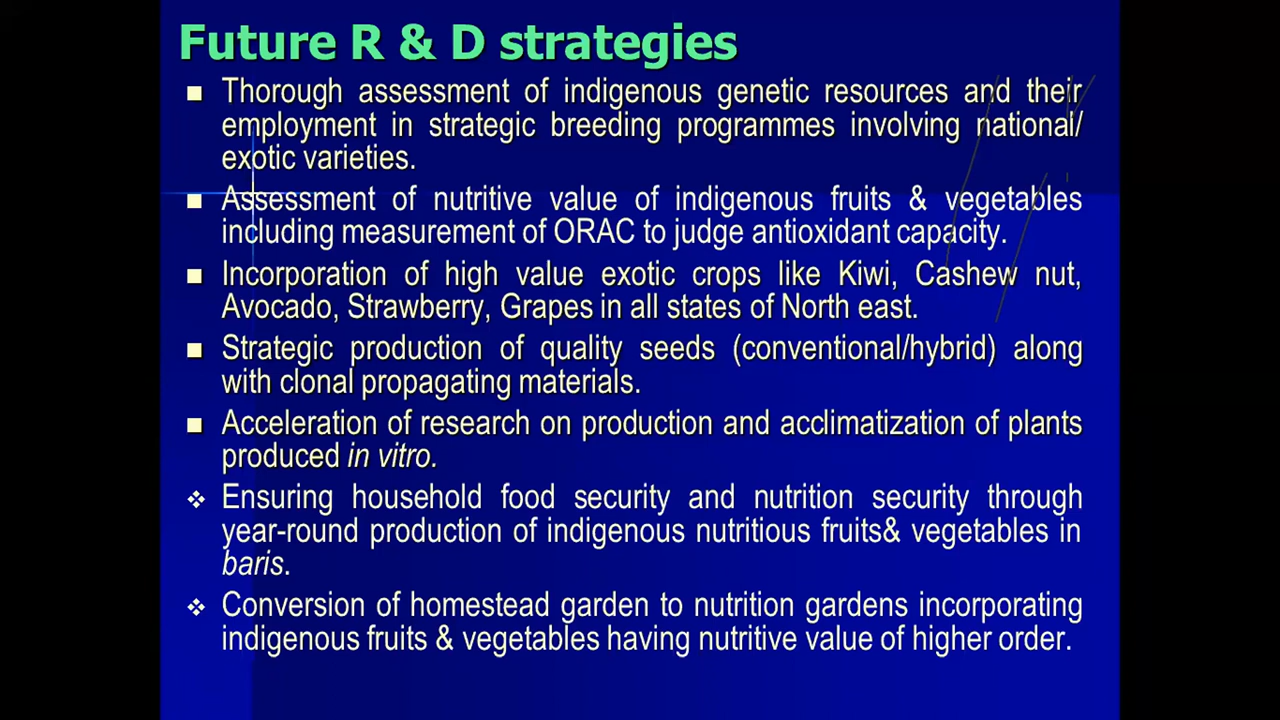 Future R & D strategies
Thorough assessment of indigenous genetic resources and their
employment in strategic breeding programmes involving national/
exotic varieties.
Assessment of nutritive value of indigenous fruits & vegetables
including measurement of ORAC to judge antioxidant capacity.
Incorporation of high value exotic crops like Kiwi, Cashew nut,
Avocado, Strawberry, Grapes in all states of North east.
Strategic production of quality seeds (conventional/hybrid) along
with clonal propagating materials.
Acceleration of research on production and acclimatization of plants
produced in vitro.
Ensuring household food security and nutrition security through
year-round production of indigenous nutritious fruits& vegetables in
baris.
Conversion of homestead garden to nutrition gardens incorporating
indigenous fruits & vegetables having nutritive value of higher order.